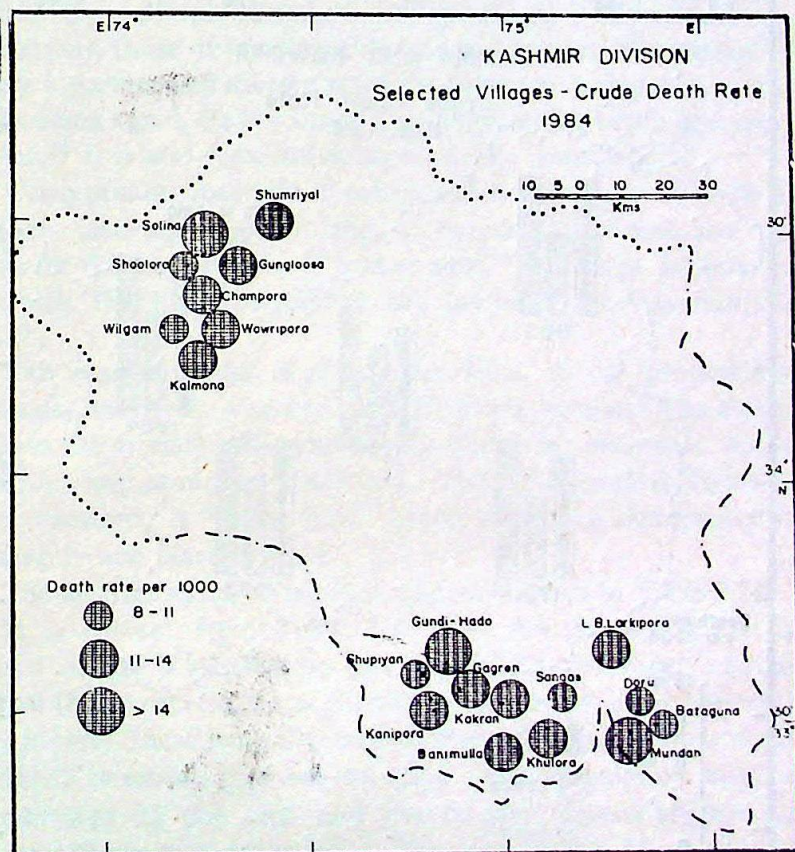 E 74° 75° E
KASHMIR DIVISION
Selected Villages - Crude Death Rate
1984
10 5 0 10 20 30
Kms
Shumriyal
Solina
30'
Shoolora
Gungloosa
Champora
Wilgam
Wawripora
Kalmona
34°
N
Death rate per 1000
8 - 11
11-14
> 14
Gundi-Hado
L.B.Larkipora
Shupiyan
Gagren
Sangas
Doru
Bataguna
Kanipora
Kakran
30'
33°
Banimulla
Khulora
Mundan